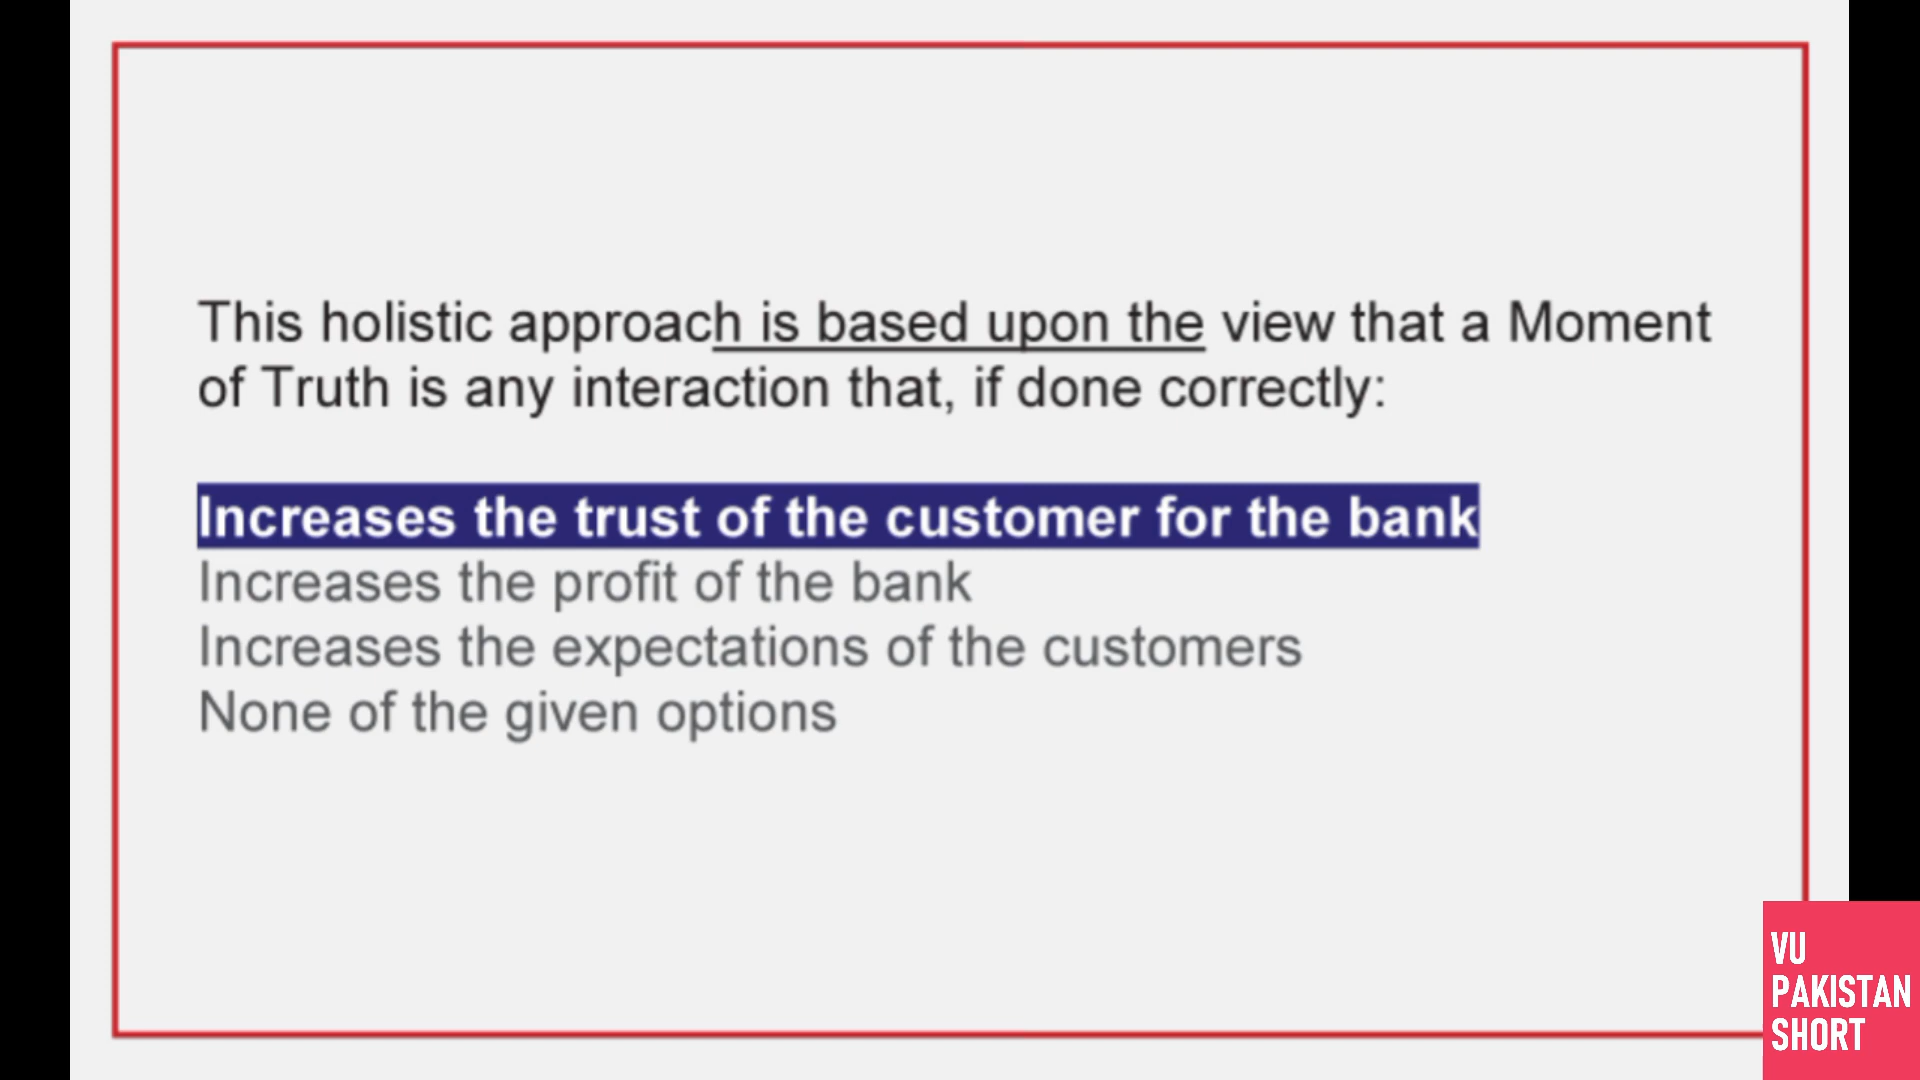 This holistic approach is based upon the view that a Moment
of Truth is any interaction that, if done correctly:
Increases the trust of the customer for the bank
Increases the profit of the bank
Increases the expectations of the customers
None of the given options
VU
PAKISTAN
SHORT